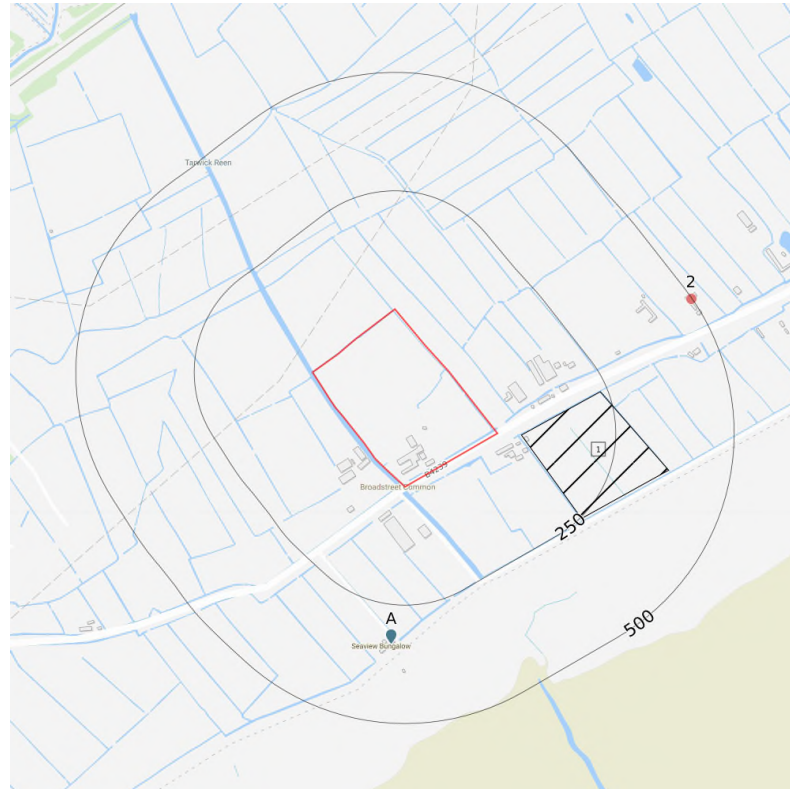 Tarwick Reen
2
1
B4239
Broadstreet Common
250
A
500
Seaview Bungalow